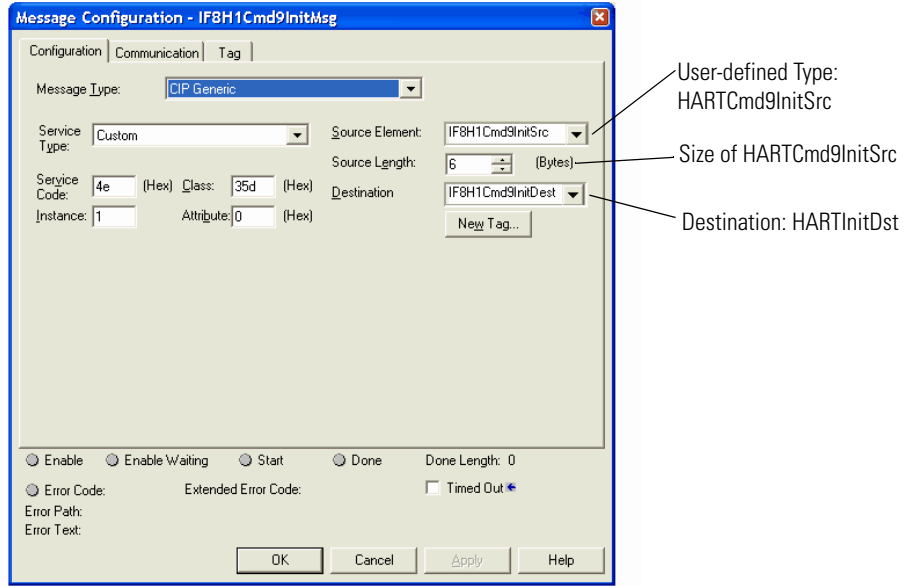 Message Configuration - IF8H1Cmd9InitMsg
Configuration Communication Tag
Message Type: CIP Generic
Service Type: Custom
Source Element: IF8H1Cmd9InitSrc
Source Length: 6 (Bytes)
Service Code: 4e (Hex) Class: 35d (Hex)
Destination IF8H1Cmd9InitDest
Instance: 1 Attribute: 0 (Hex)
New Tag...
Enable Enable Waiting Start Done Done Length: 0
Error Code: Extended Error Code: Timed Out
Error Path:
Error Text:
OK Cancel Apply Help
User-defined Type:
HARTCmd9InitSrc
Size of HARTCmd9InitSrc
Destination: HARTInitDst